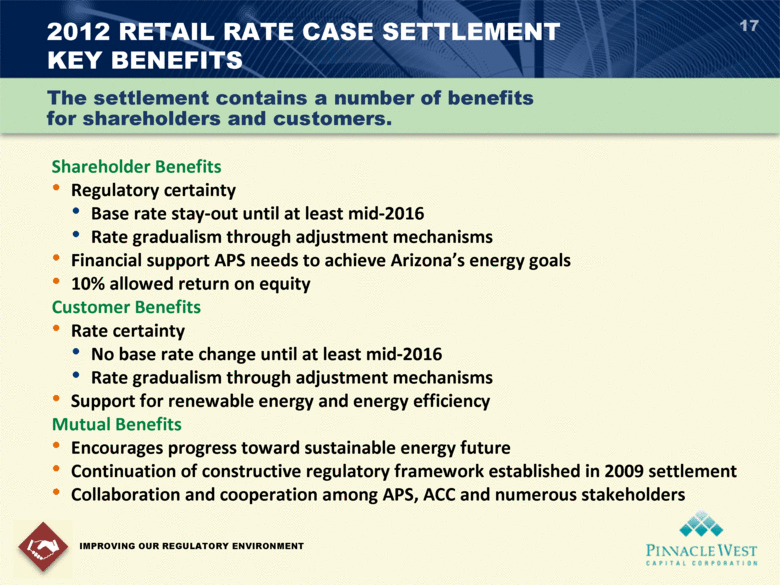 2012 RETAIL RATE CASE SETTLEMENT
KEY BENEFITS
17
The settlement contains a number of benefits
for shareholders and customers.
Shareholder Benefits
• Regulatory certainty
• Base rate stay-out until at least mid-2016
• Rate gradualism through adjustment mechanisms
• Financial support APS needs to achieve Arizona’s energy goals
• 10% allowed return on equity
Customer Benefits
• Rate certainty
• No base rate change until at least mid-2016
• Rate gradualism through adjustment mechanisms
• Support for renewable energy and energy efficiency
Mutual Benefits
• Encourages progress toward sustainable energy future
• Continuation of constructive regulatory framework established in 2009 settlement
• Collaboration and cooperation among APS, ACC and numerous stakeholders
IMPROVING OUR REGULATORY ENVIRONMENT
PINNACLE WEST
CAPITAL CORPORATION